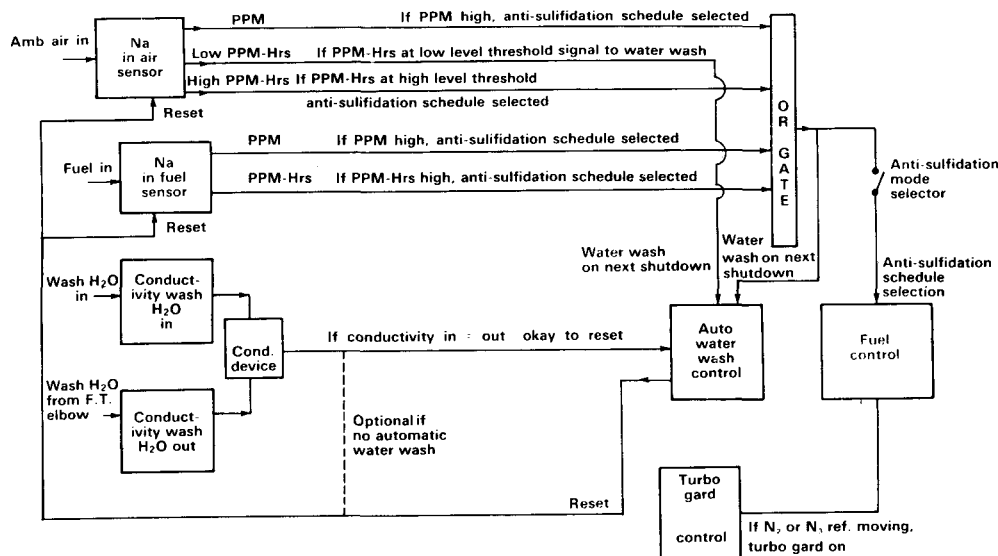 PPM If PPM high, anti-sulifidation schedule selected
Amb air in
Na
in air
sensor
Low PPM-Hrs If PPM-Hrs at low level threshold signal to water wash
High PPM-Hrs If PPM-Hrs at high level threshold
anti-sulifidation schedule selected
Reset
OR GATE
Fuel in
Na
in fuel
sensor
PPM If PPM high, anti-sulfidation schedule selected
PPM-Hrs If PPM-Hrs high, anti-sulfidation schedule selected
Reset
Anti-sulfidation
mode
selector
Water wash
on next shutdown
Water
wash on next
shutdown
Anti-sulfidation
schedule
selection
Wash H₂O
in
Conduct-
ivity wash
H₂O
in
Cond.
device
If conductivity in = out okay to reset
Auto
water
wash
control
Fuel control
Wash H₂O
from F.T.
elbow
Conduct-
ivity wash
H₂O out
Optional if
no automatic
water wash
Reset
Turbo
gard
control
If N₂ or N₃ ref. moving,
turbo gard on